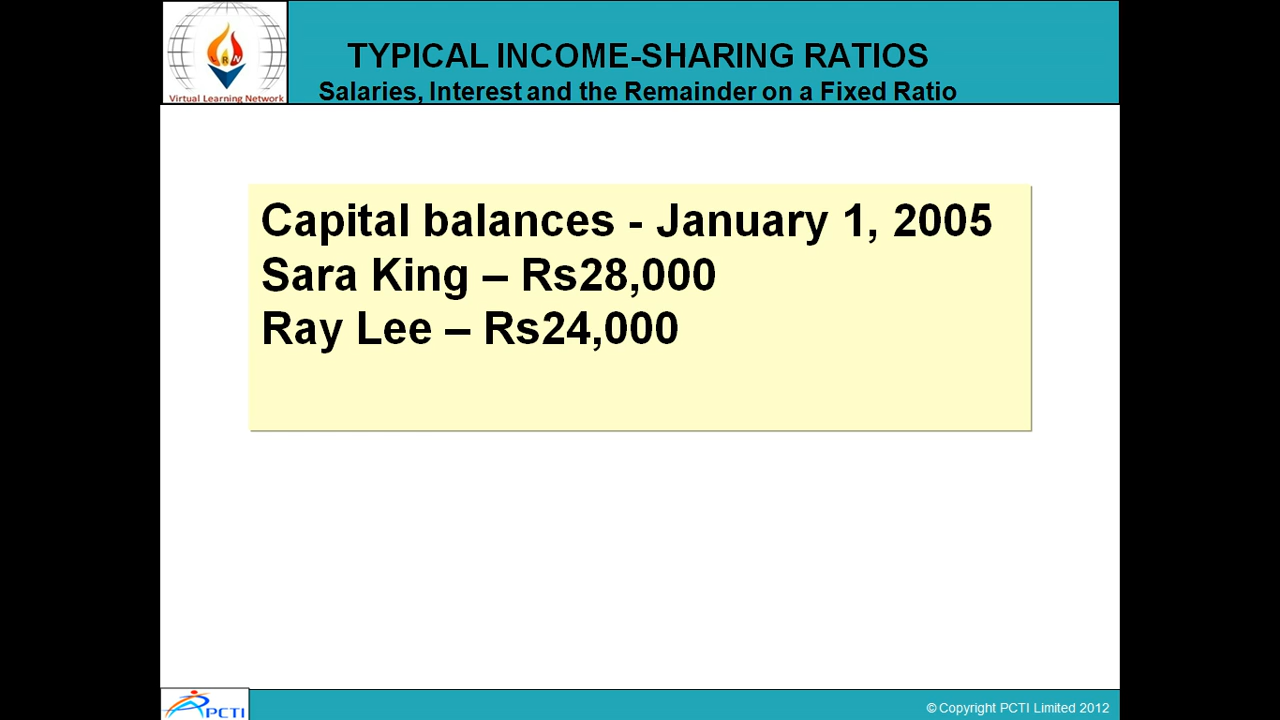 TYPICAL INCOME-SHARING RATIOS
Salaries, Interest and the Remainder on a Fixed Ratio
Virtual Learning Network
Capital balances - January 1, 2005
Sara King – Rs28,000
Ray Lee – Rs24,000
PCTI
© Copyright PCTI Limited 2012